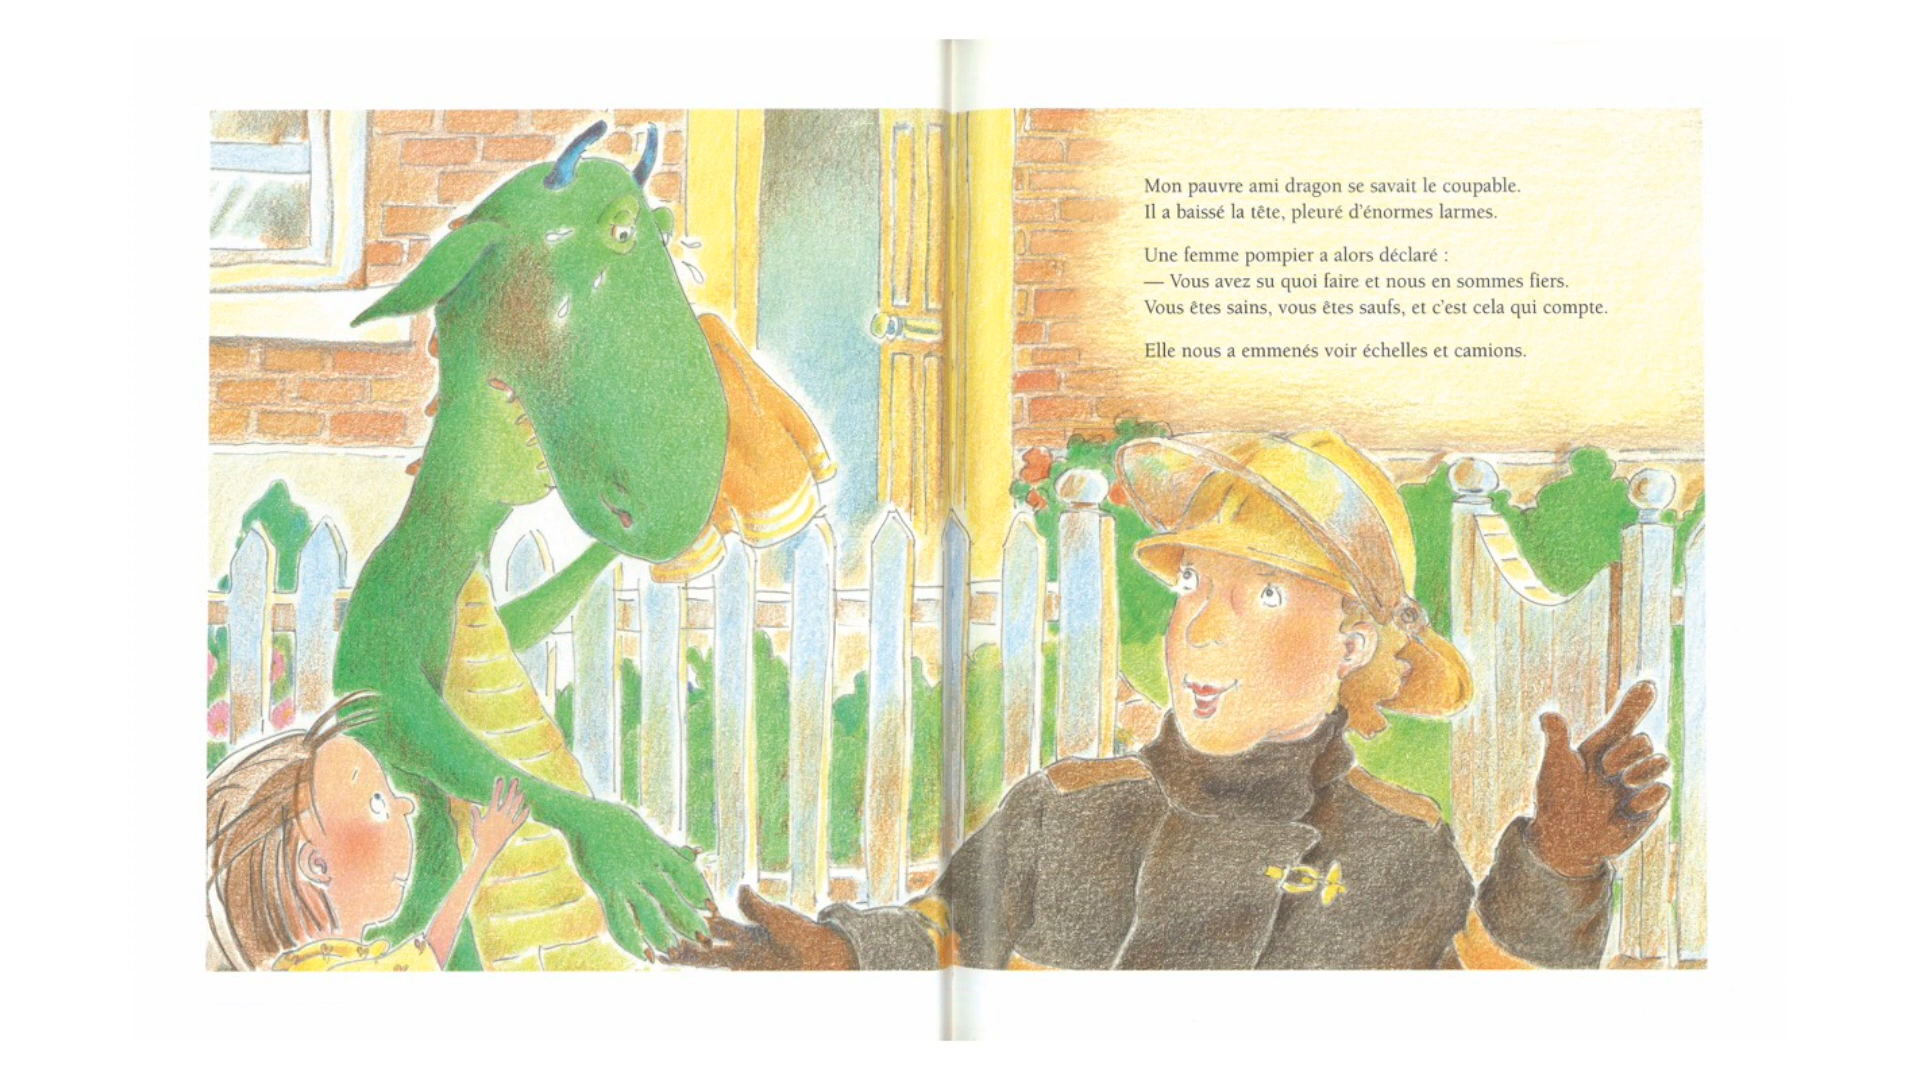 Mon pauvre ami dragon se savait le coupable.
Il a baissé la tête, pleuré d'énormes larmes.
Une femme pompier a alors déclaré :
— Vous avez su quoi faire et nous en sommes fiers.
Vous êtes sains, vous êtes saufs, et c'est cela qui compte.
Elle nous a emmenés voir échelles et camions.